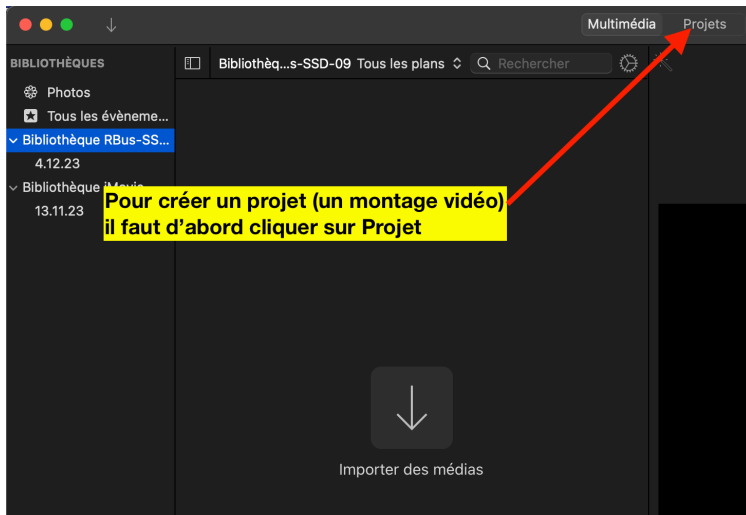 Multimédia Projets
BIBLIOTHÈQUES
Bibliothèq...s-SSD-09 Tous les plans Rechercher
Photos
Tous les évèneme...
Bibliothèque RBus-SS...
4.12.23
Bibliothèque
13.11.23
Pour créer un projet (un montage vidéo)
il faut d'abord cliquer sur Projet
Importer des médias